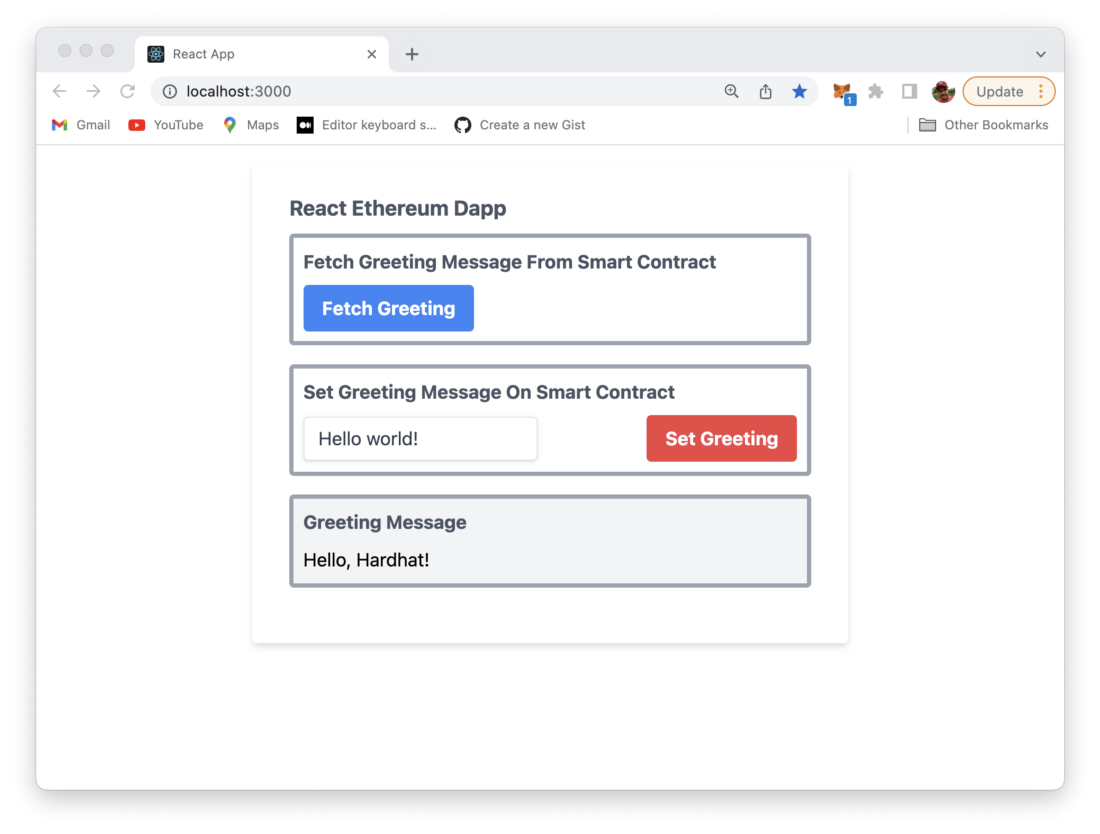 React App
localhost:3000
1
Update
Gmail YouTube Maps Editor keyboard s... Create a new Gist Other Bookmarks
React Ethereum Dapp
Fetch Greeting Message From Smart Contract
Fetch Greeting
Set Greeting Message On Smart Contract
Hello world! Set Greeting
Greeting Message
Hello, Hardhat!